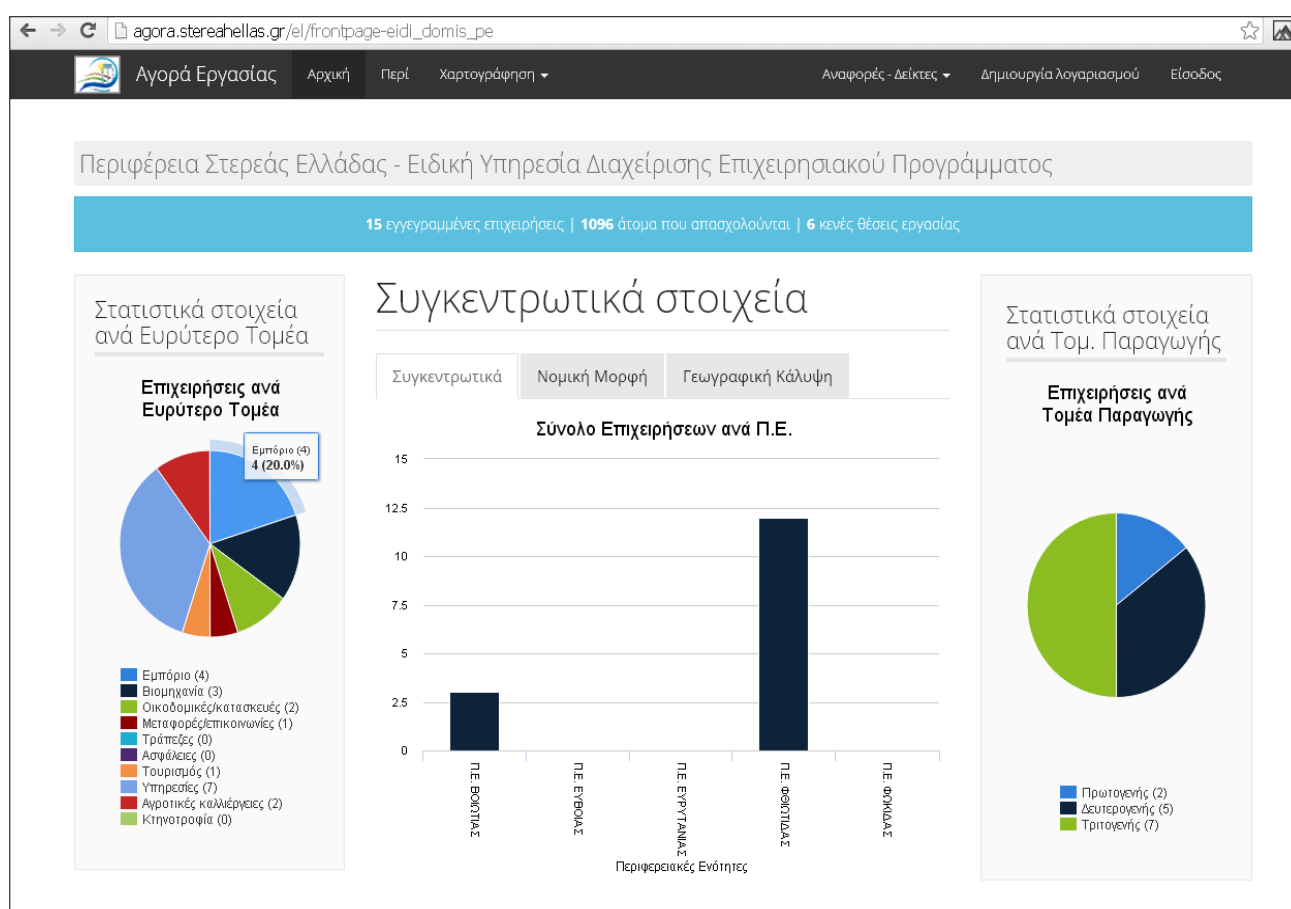 agora.stereahellas.gr/el/frontpage-eidi_domis_pe
Αγορά Εργασίας Αρχική Περί Χαρτογράφηση Αναφορές - Δείκτες Δημιουργία λογαριασμού Είσοδος
Περιφέρεια Στερεάς Ελλάδας - Ειδική Υπηρεσία Διαχείρισης Επιχειρησιακού Προγράμματος
15 εγγεγραμμένες επιχειρήσεις | 1096 άτομα που απασχολούνται | 6 κενές θέσεις εργασίας
Στατιστικά στοιχεία
ανά Ευρύτερο Τομέα
Επιχειρήσεις ανά
Ευρύτερο Τομέα
Εμπόριο (4)
4 (20.0%)
Εμπόριο (4)
Βιομηχανία (3)
Οικοδομικές/κατασκευές (2)
Μεταφορές/επικοινωνίες (1)
Τράπεζες (0)
Ασφάλειες (0)
Τουρισμός (1)
Υπηρεσίες (7)
Αγροτικές καλλιέργειες (2)
Κτηνοτροφία (0)
Συγκεντρωτικά στοιχεία
Συγκεντρωτικά Νομική Μορφή Γεωγραφική Κάλυψη
Σύνολο Επιχειρήσεων ανά Π.Ε.
15
12.5
10
7.5
5
2.5
0
Π.Ε. ΒΟΙΩΤΙΑΣ
Π.Ε. ΕΥΒΟΙΑΣ
Π.Ε. ΕΥΡΥΤΑΝΙΑΣ
Π.Ε. ΦΘΙΩΤΙΔΑΣ
Π.Ε. ΦΩΚΙΔΑΣ
Περιφερειακές Ενότητες
Στατιστικά στοιχεία
ανά Τομ. Παραγωγής
Επιχειρήσεις ανά
Τομέα Παραγωγής
Πρωτογενής (2)
Δευτερογενής (5)
Τριτογενής (7)